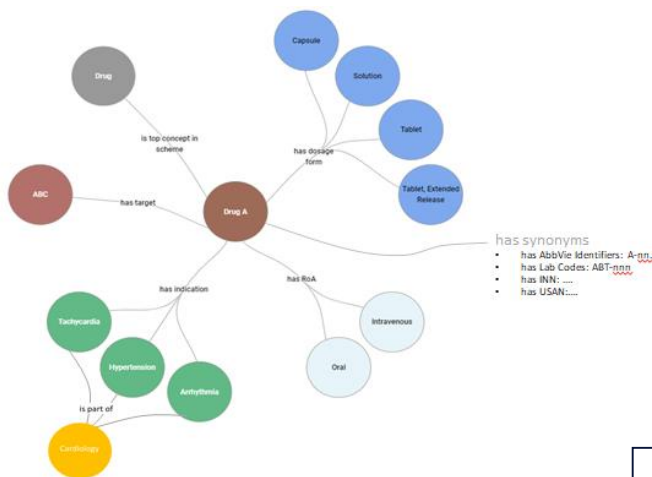 Capsule
Solution
Drug
Tablet
is top concept in
scheme
has dosage
form
Tablet, Extended
Release
ABC
has target
Drug A
has synonyms
• has AbbVie Identifiers: A-nn.
• has Lab Codes: ABT-nnn
• has INN: ....
• has USAN:....
has indication
has RoA
Tachycardia
Intravenous
Hypertension
Oral
Arrhythmia
is part of
Cardiology